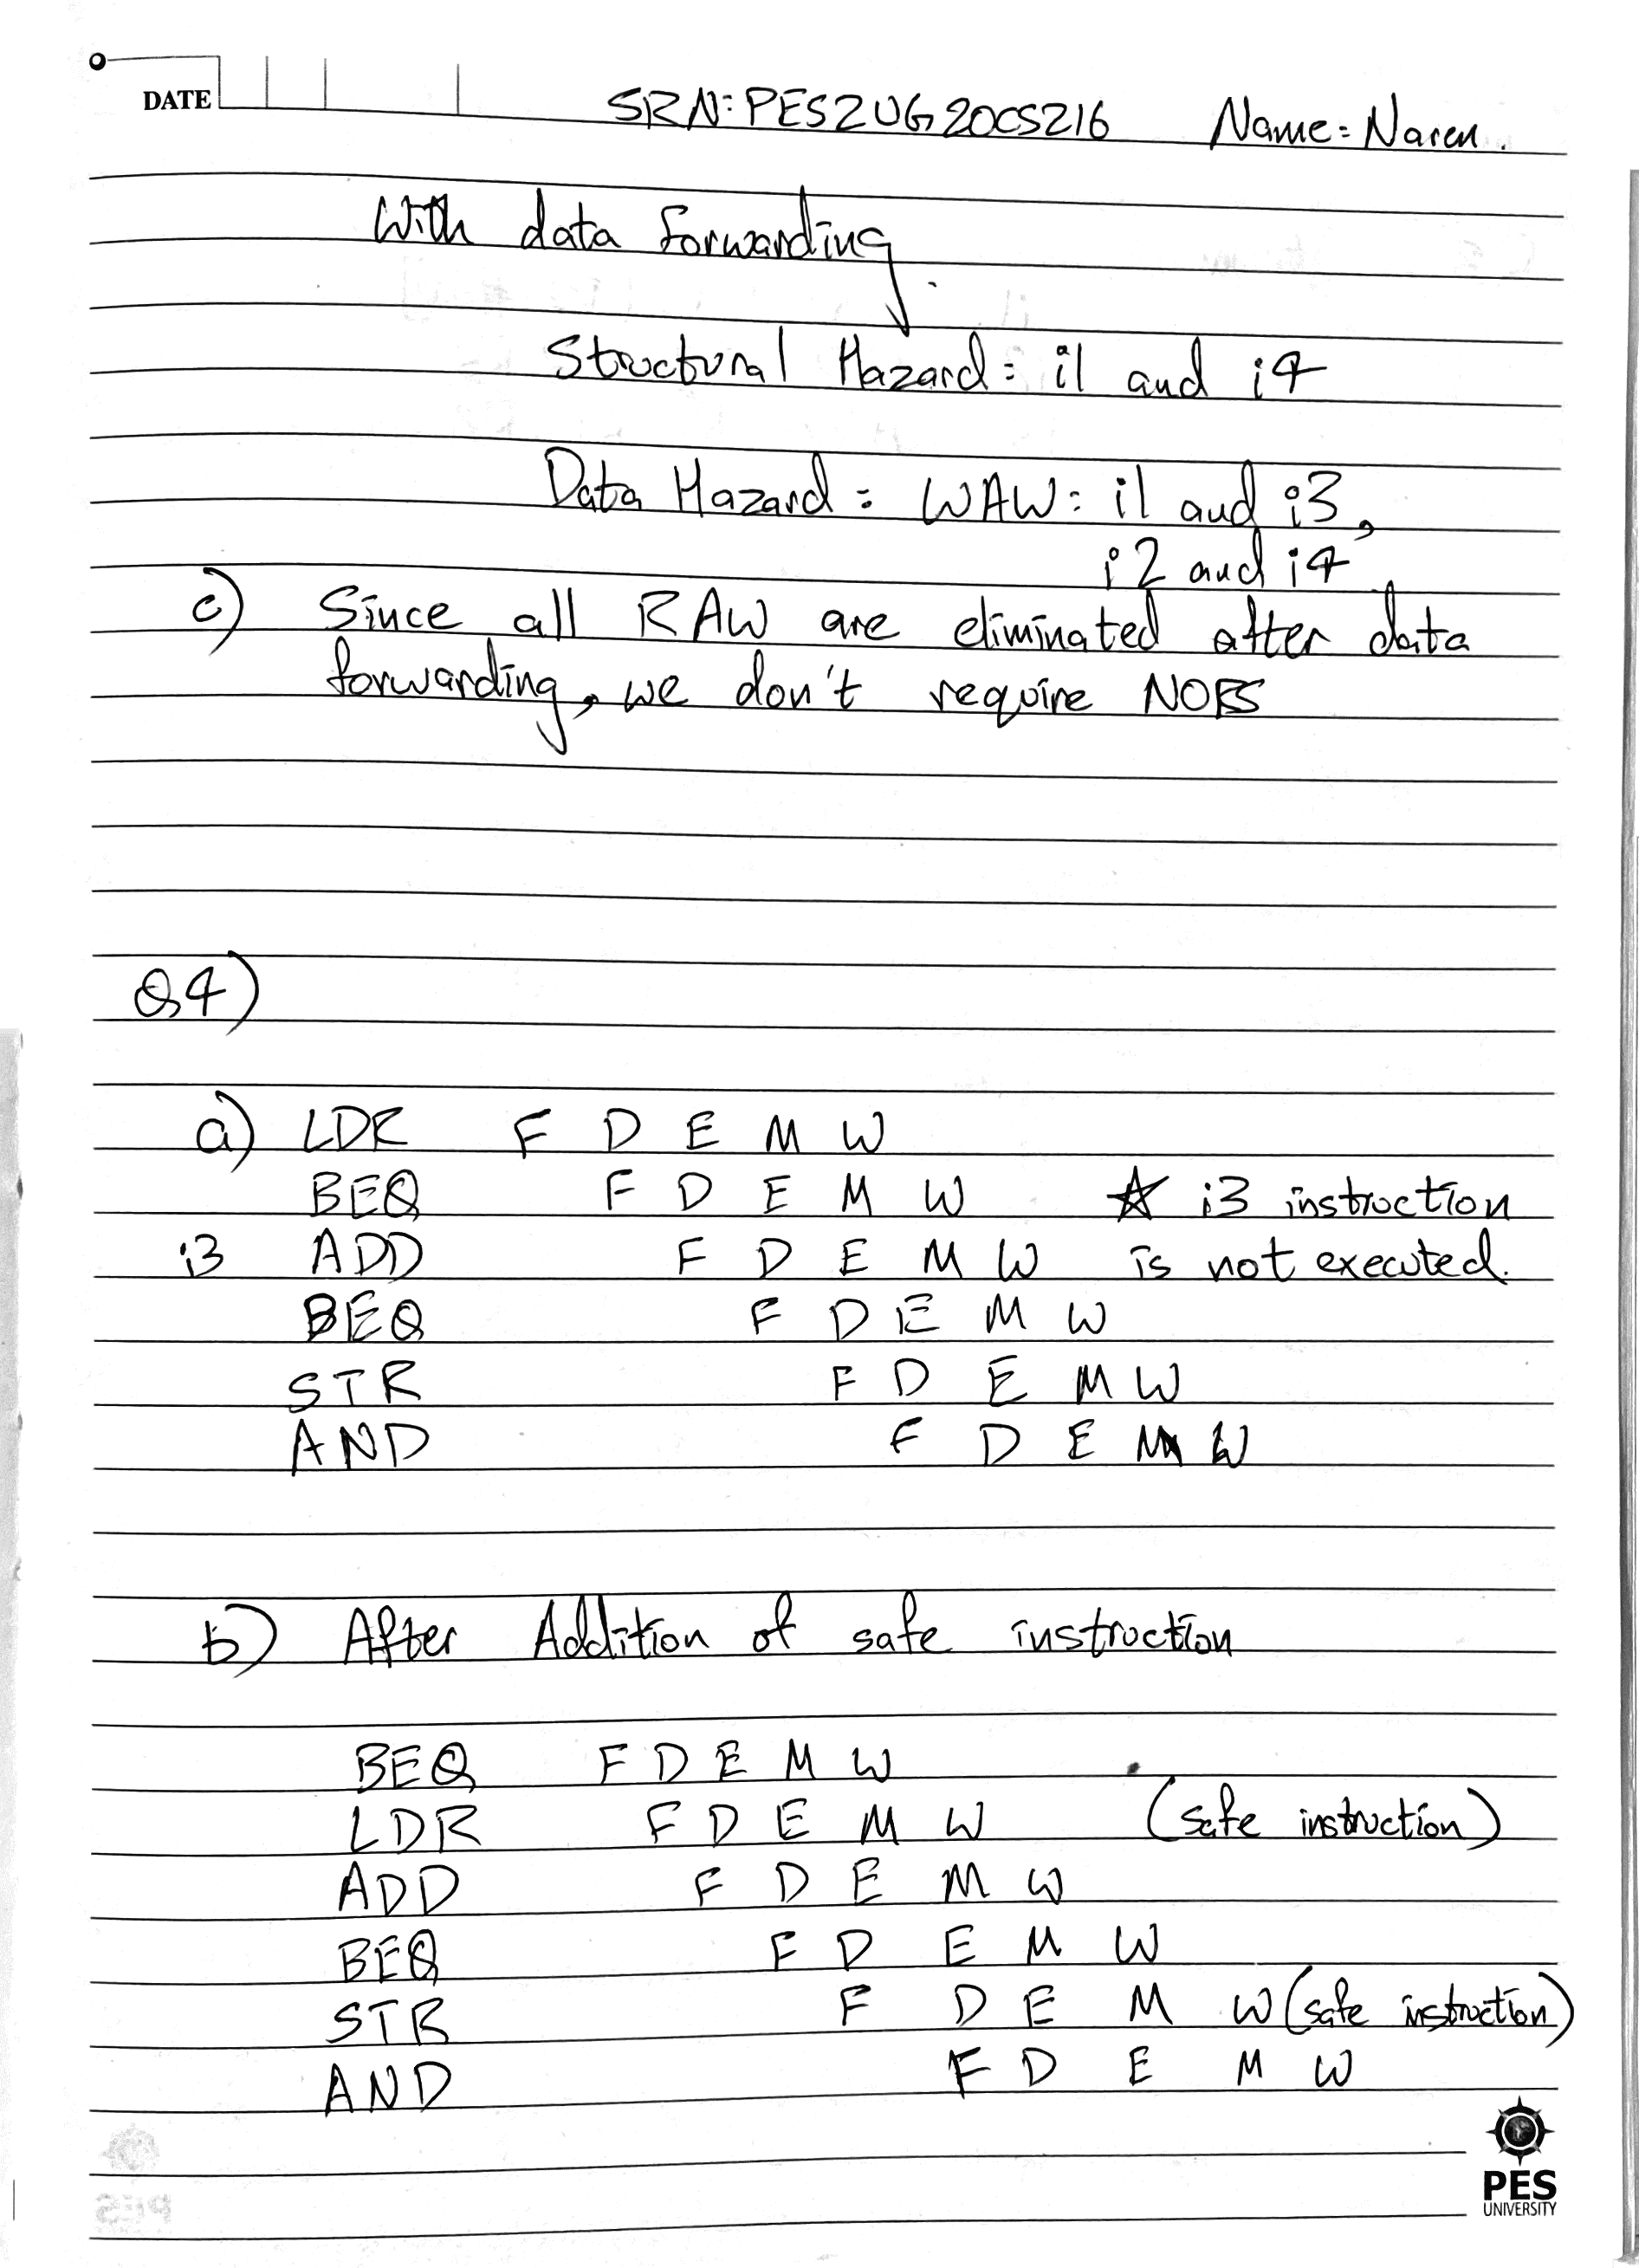 DATE
SRN: PES2UG20CS216 Name: Naren.
With data forwarding
Structural Hazard: i1 and i4
Data Hazard: WAW: i1 and i3,
i2 and i4
c) Since all RAW are eliminated after data
forwarding, we don't require NOPS
Q4)
a) LDR F D E M W
BEQ F D E M W ☆ i3 instruction
i3 ADD F D E M W is not executed.
BEQ F D E M W
STR F D E M W
AND F D E M W
b) After Addition of safe instruction
BEQ F D E M W
LDR F D E M W (safe instruction)
ADD F D E M W
BEQ F D E M W
STR F D E M W (safe instruction)
AND F D E M W
PES
UNIVERSITY